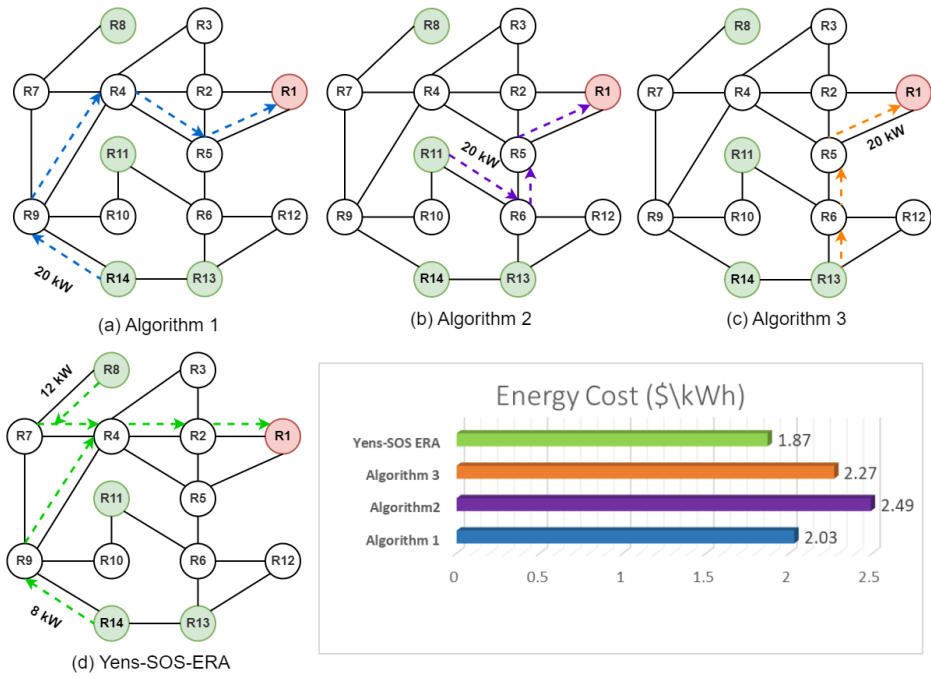 R8
R3
R7
R4
R2
R1
R11
R5
R9
R10
R6
R12
20 kW
R14
R13
(a) Algorithm 1
R8
R3
R7
R4
R2
R1
R11
20 kW
R5
R9
R10
R6
R12
R14
R13
(b) Algorithm 2
R8
R3
R7
R4
R2
R1
20 kW
R11
R5
R9
R10
R6
R12
R14
R13
(c) Algorithm 3
12 kW
R8
R3
R7
R4
R2
R1
R11
R5
R9
R10
R6
R12
8 kW
R14
R13
(d) Yens-SOS-ERA
Energy Cost ($\kWh)
Yens-SOS ERA 1.87
Algorithm 3 2.27
Algorithm2 2.49
Algorithm 1 2.03
0 0.5 1 1.5 2 2.5